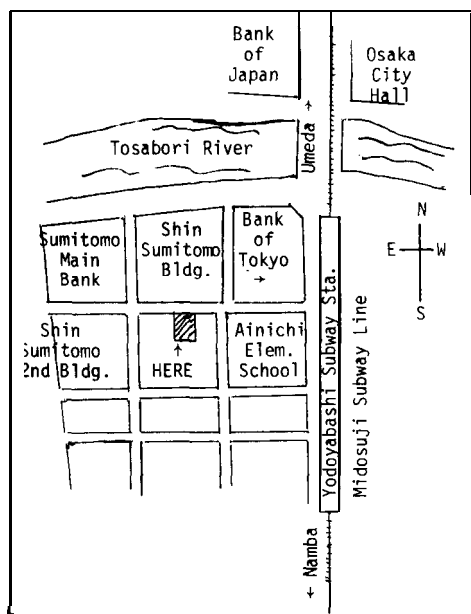 Bank
of
Japan
Osaka
City
Hall
← Umeda
Tosabori River
Sumitomo
Main
Bank
Shin
Sumitomo
Bldg.
Bank
of
Tokyo
→
N
E W
S
Yodoyabashi Subway Sta.
Midosuji Subway Line
Shin
Sumitomo
2nd Bldg.
↑
HERE
Ainichi
Elem.
School
← Namba